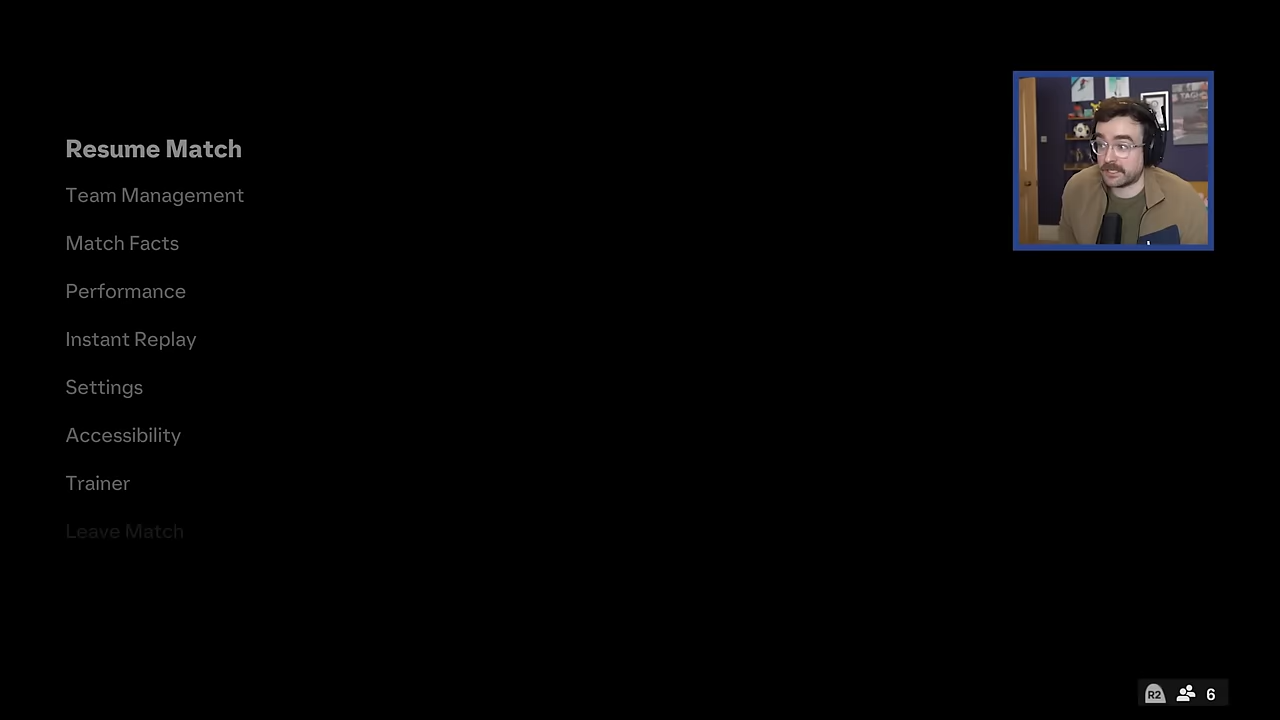 Resume Match
Team Management
Match Facts
Performance
Instant Replay
Settings
Accessibility
Trainer
Leave Match
R2 6